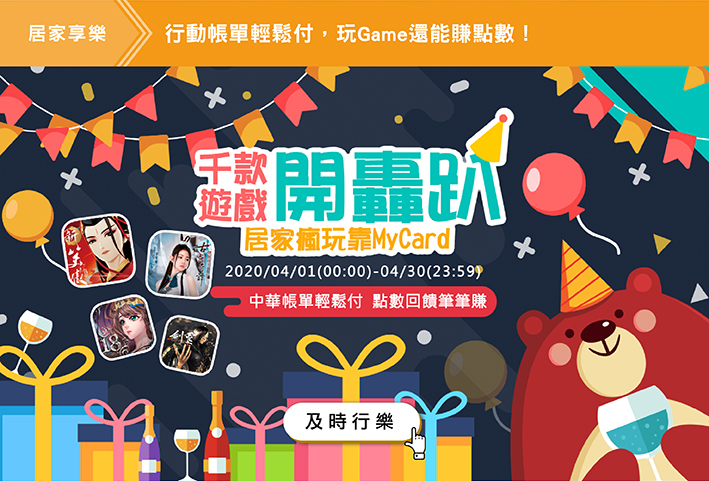 居家享樂
行動帳單輕鬆付，玩Game還能賺點數！
千款遊戲
開轟趴
居家瘋玩靠MyCard
2020/04/01(00:00)-04/30(23:59)
中華帳單輕鬆付 點數回饋筆筆賺
18
劍靈
及時行樂